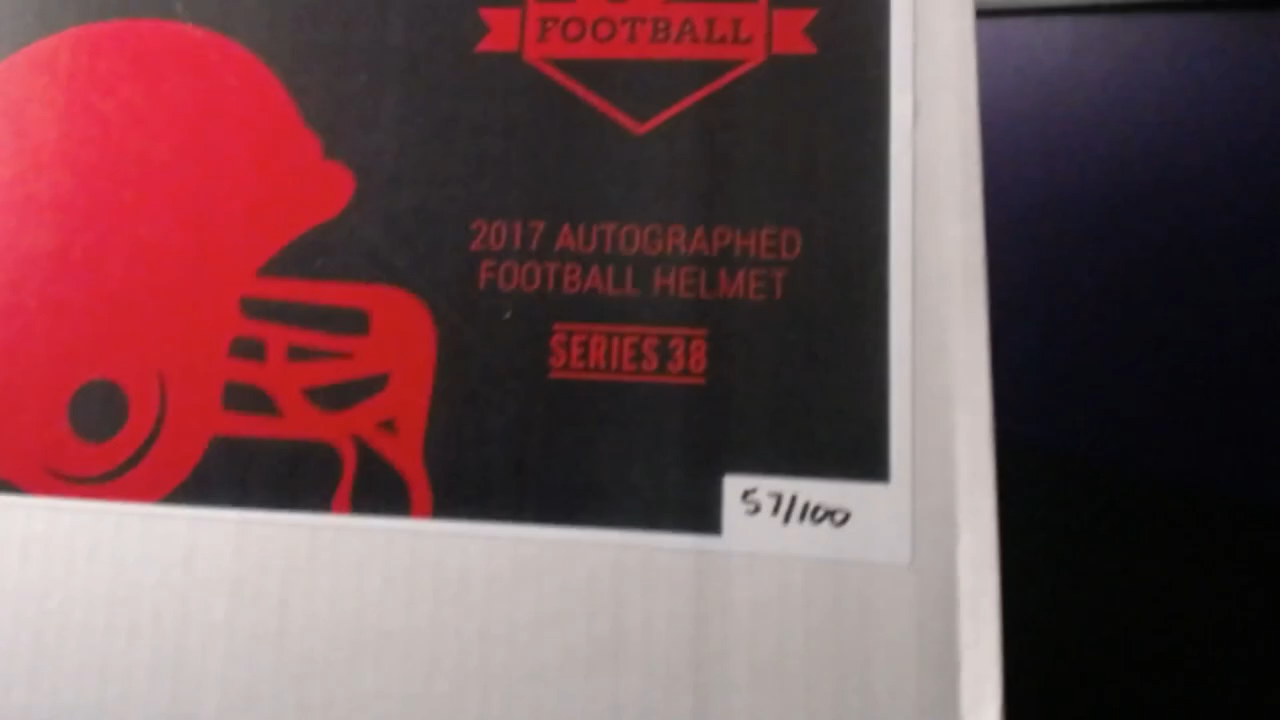 FOOTBALL
2017 AUTOGRAPHED
FOOTBALL HELMET
SERIES 38
57/100